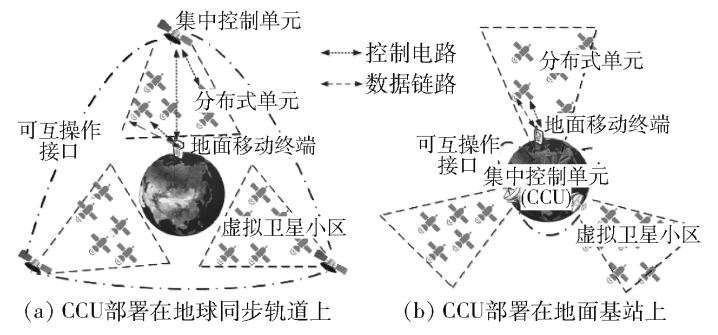 集中控制单元
控制电路
数据链路
分布式单元
可互操作
接口
地面移动终端
虚拟卫星小区
(a) CCU部署在地球同步轨道上
分布式单元
地面移动终端
可互操作
接口
集中控制单元
(CCU)
虚拟卫星小区
(b) CCU部署在地面基站上